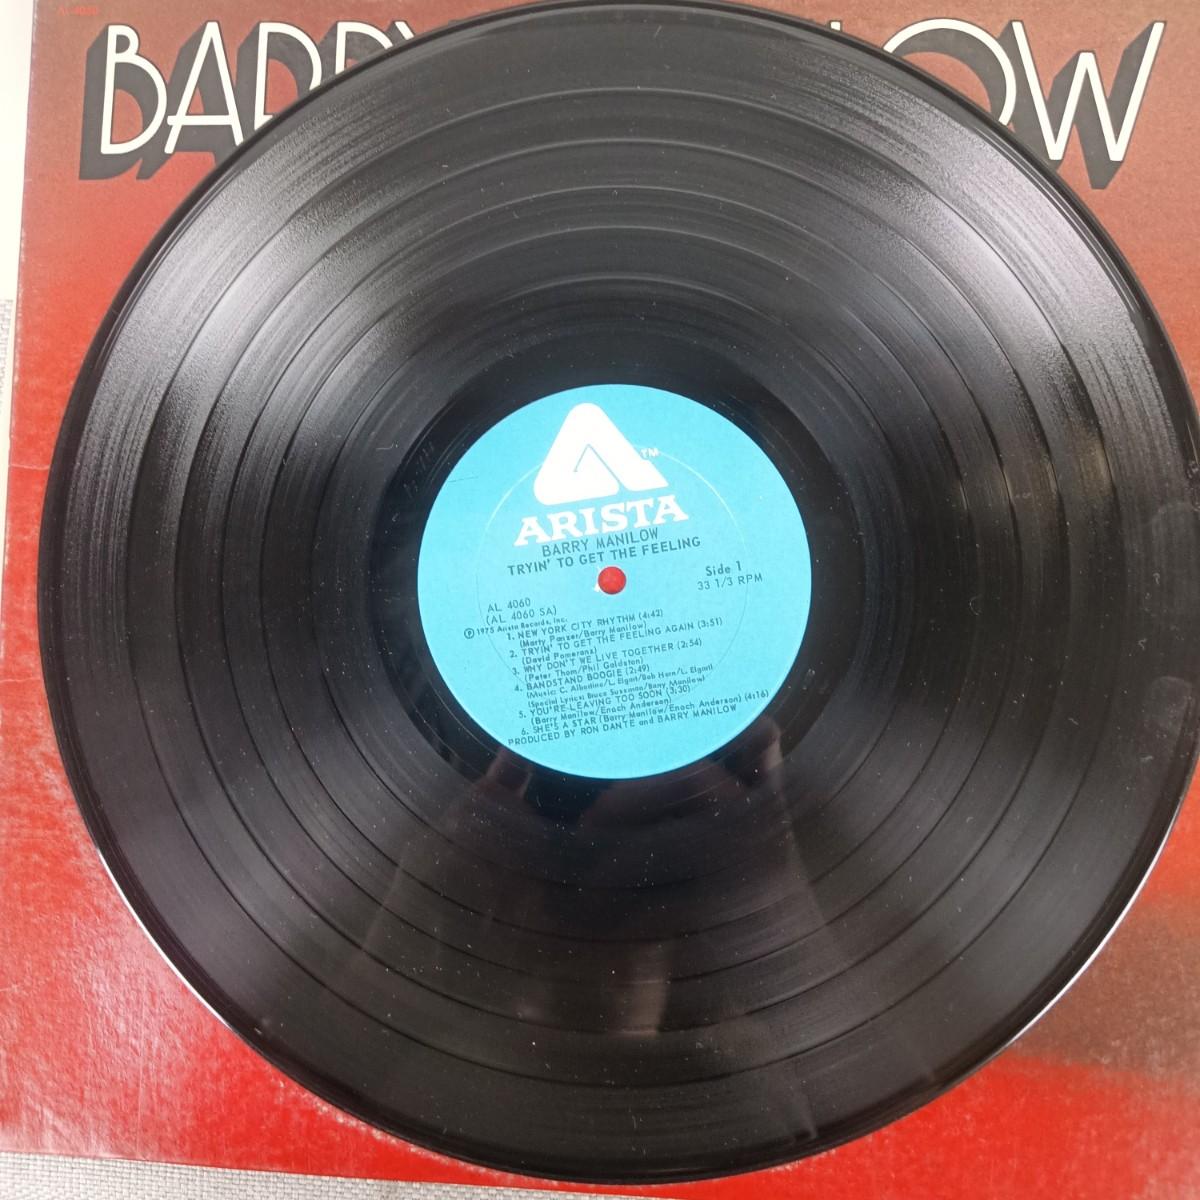 AL 4060
BARRY MANILOW
ARISTA™
BARRY MANILOW
TRYIN' TO GET THE FEELING
Side 1
33 1/3 RPM
AL 4060
(AL 4060 SA)
Ⓟ 1975 Arista Records, Inc.
1. NEW YORK CITY RHYTHM (4:42)
(Marty Panzer/Barry Manilow)
2. TRYIN' TO GET THE FEELING AGAIN (3:51)
(David Pomeranz)
3. WHY DON'T WE LIVE TOGETHER (2:54)
(Peter Thom/Phil Galdston)
4. BANDSTAND BOOGIE (2:49)
(Music: C. Albertine/L. Elgart/Bob Horn/L. Elgart)
(Special Lyrics: Bruce Sussman/Barry Manilow)
5. YOU'RE LEAVING TOO SOON (3:30)
(Barry Manilow/Enoch Anderson)
6. SHE'S A STAR (Barry Manilow/Enoch Anderson) (4:16)
PRODUCED BY RON DANTE and BARRY MANILOW